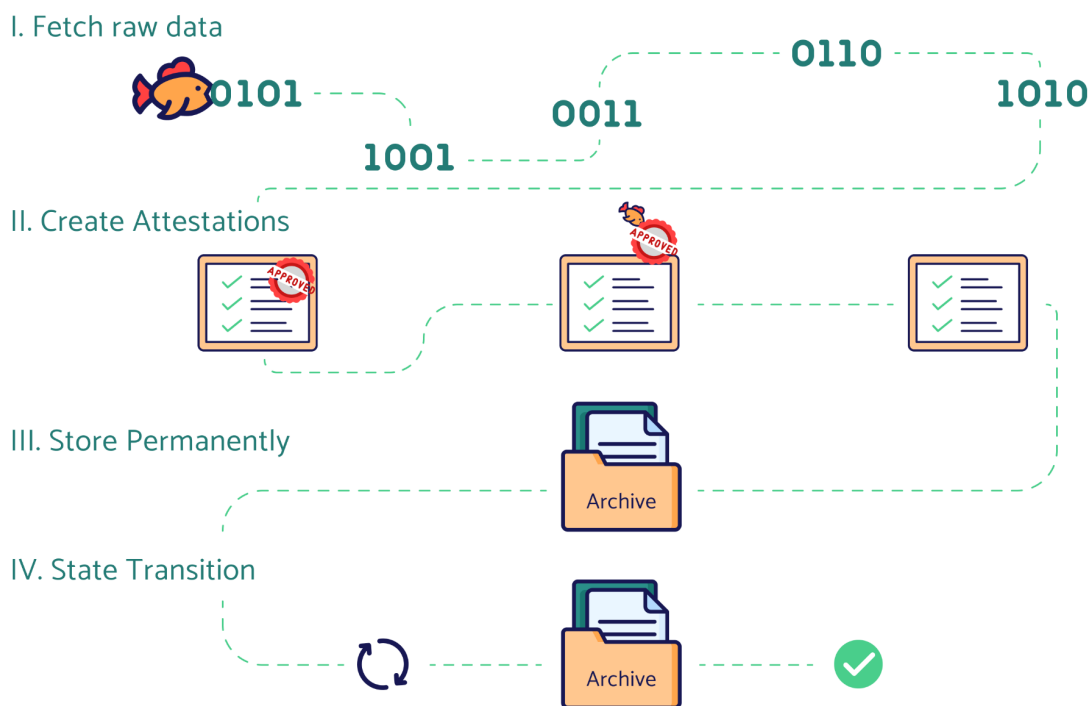 I. Fetch raw data
0101
1001
0011
0110
1010
II. Create Attestations
APPROVED
APPROVED
III. Store Permanently
Archive
IV. State Transition
Archive